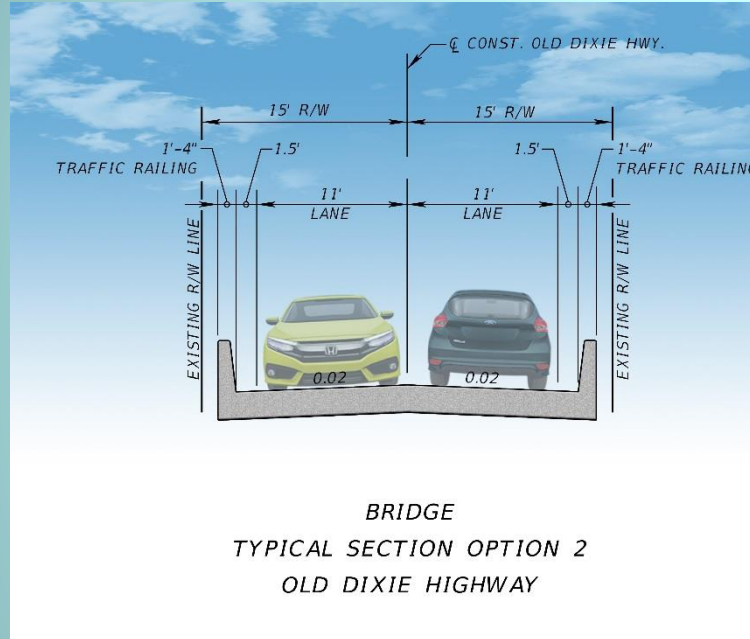 ℄ CONST. OLD DIXIE HWY.
15' R/W
15' R/W
1'-4"
TRAFFIC RAILING
1.5'
1.5'
1'-4"
TRAFFIC RAILING
11'
LANE
11'
LANE
EXISTING R/W LINE
EXISTING R/W LINE
0.02
0.02
BRIDGE
TYPICAL SECTION OPTION 2
OLD DIXIE HIGHWAY